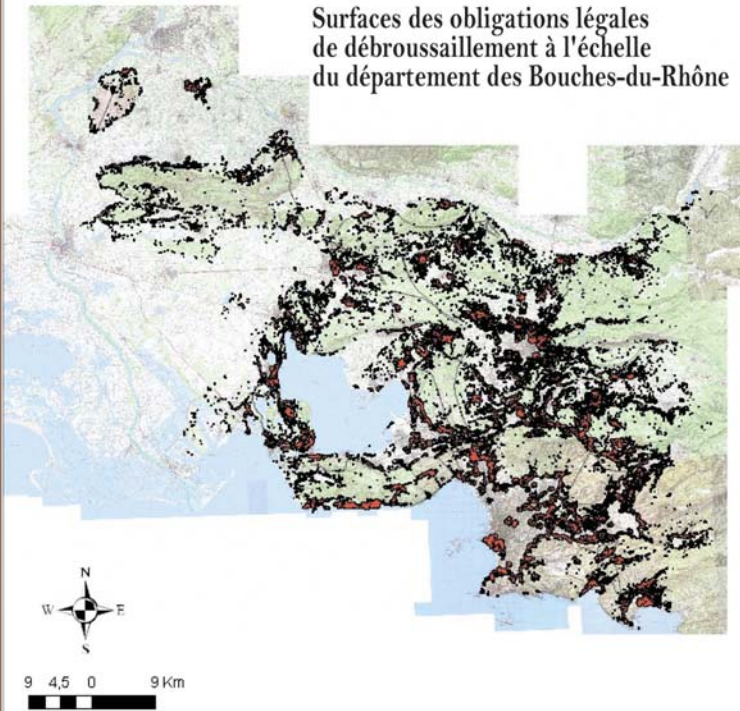 Surfaces des obligations légales
de débroussaillement à l'échelle
du département des Bouches-du-Rhône
N
W E
S
9 4,5 0 9 Km